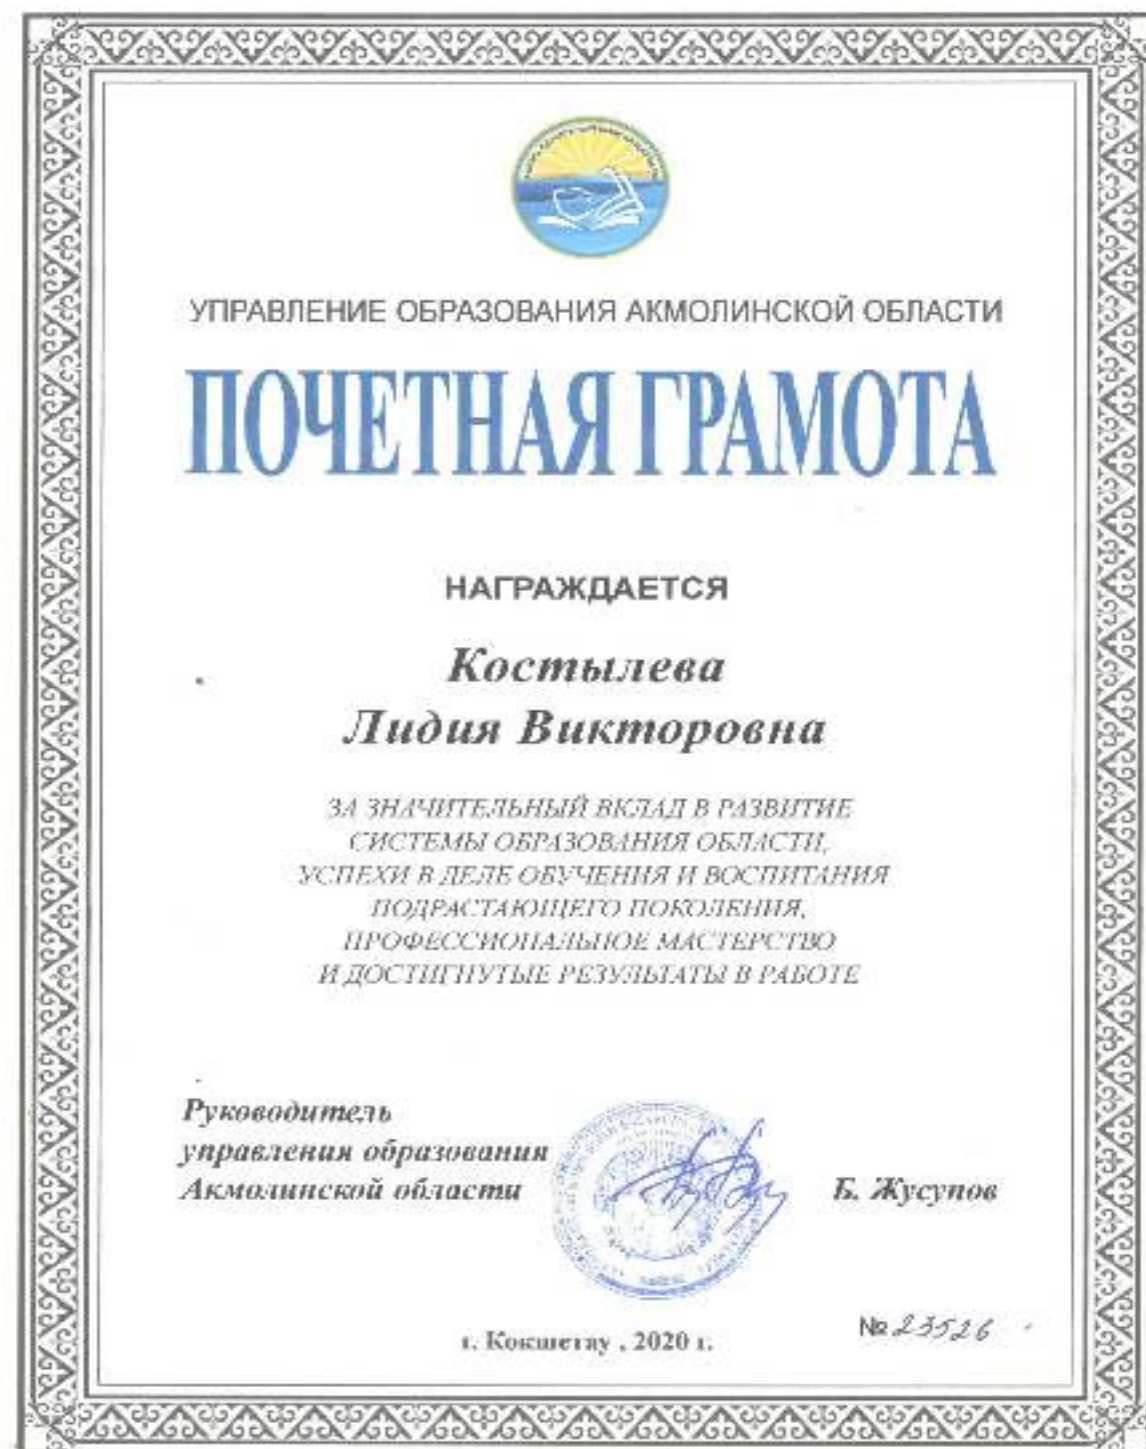 УПРАВЛЕНИЕ ОБРАЗОВАНИЯ АКМОЛИНСКОЙ ОБЛАСТИ
ПОЧЕТНАЯ ГРАМОТА
НАГРАЖДАЕТСЯ
Костылева
Лидия Викторовна
ЗА ЗНАЧИТЕЛЬНЫЙ ВКЛАД В РАЗВИТИЕ
СИСТЕМЫ ОБРАЗОВАНИЯ ОБЛАСТИ,
УСПЕХИ В ДЕЛЕ ОБУЧЕНИЯ И ВОСПИТАНИЯ
ПОДРАСТАЮЩЕГО ПОКОЛЕНИЯ,
ПРОФЕССИОНАЛЬНОЕ МАСТЕРСТВО
И ДОСТИГНУТЫЕ РЕЗУЛЬТАТЫ В РАБОТЕ
Руководитель
управления образования
Акмолинской области
Б. Жусупов
№ 23526
г. Кокшетау , 2020 г.